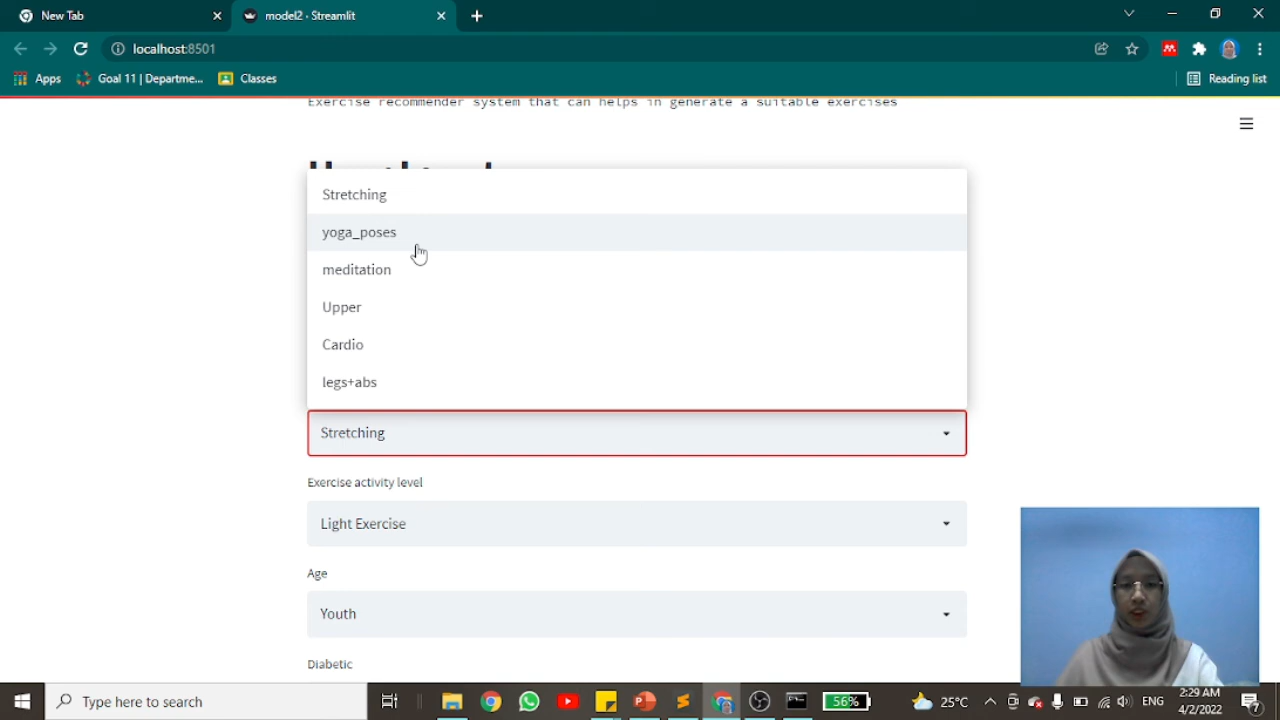 New Tab
model2 · Streamlit
localhost:8501
Apps
Goal 11 | Departme...
Classes
Reading list
Exercise recommender system that can helps in generate a suitable exercises
Stretching
yoga_poses
meditation
Upper
Cardio
legs+abs
Stretching
Exercise activity level
Light Exercise
Age
Youth
Diabetic
Type here to search
56%
25°C
ENG
2:29 AM
4/2/2022